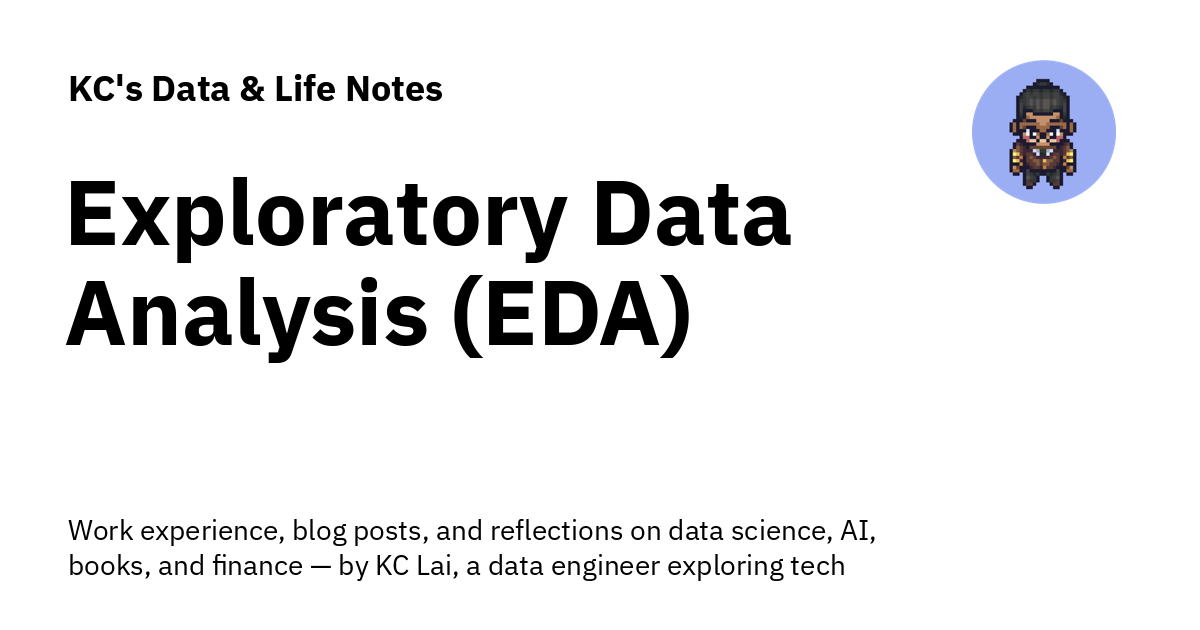 KC's Data & Life Notes
Exploratory Data
Analysis (EDA)
Work experience, blog posts, and reflections on data science, AI,
books, and finance — by KC Lai, a data engineer exploring tech